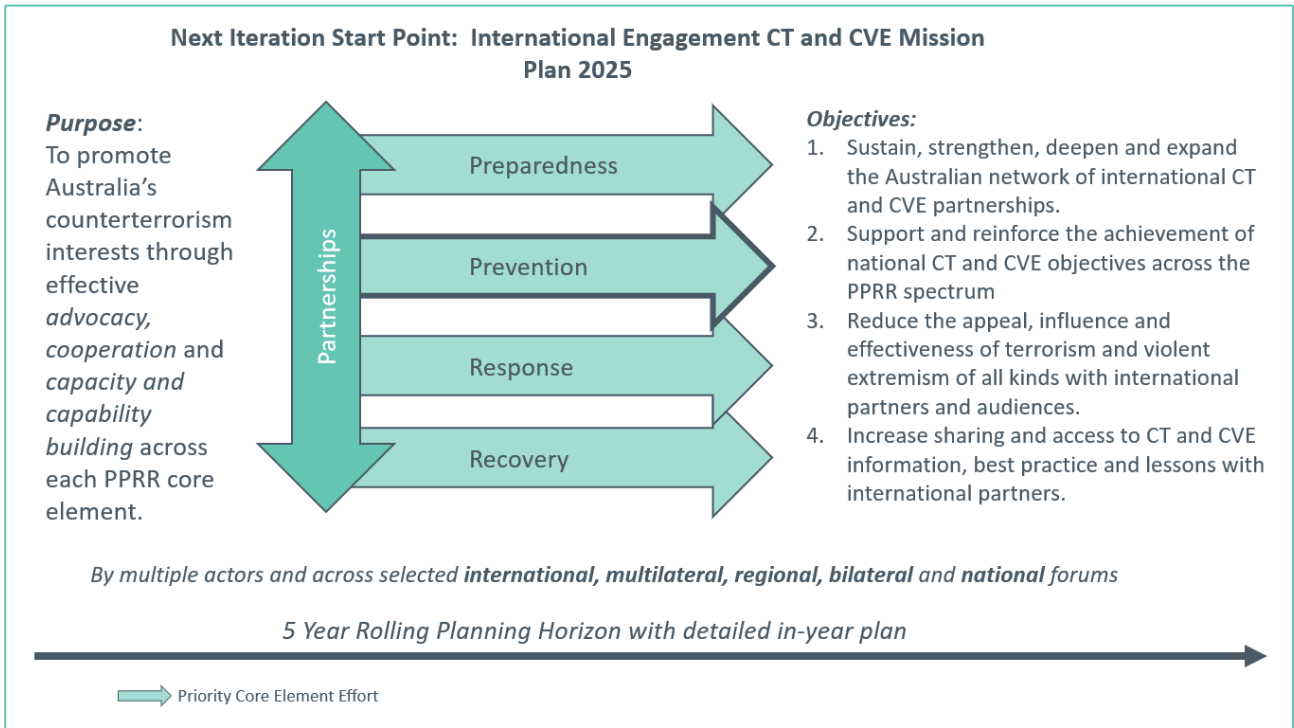 Next Iteration Start Point: International Engagement CT and CVE Mission
Plan 2025
Purpose:
To promote
Australia's
counterterrorism
interests through
effective
advocacy,
cooperation and
capacity and
capability
building across
each PPRR core
element.
Partnerships
Preparedness
Prevention
Response
Recovery
Objectives:
1. Sustain, strengthen, deepen and expand
the Australian network of international CT
and CVE partnerships.
2. Support and reinforce the achievement of
national CT and CVE objectives across the
PPRR spectrum
3. Reduce the appeal, influence and
effectiveness of terrorism and violent
extremism of all kinds with international
partners and audiences.
4. Increase sharing and access to CT and CVE
information, best practice and lessons with
international partners.
By multiple actors and across selected international, multilateral, regional, bilateral and national forums
5 Year Rolling Planning Horizon with detailed in-year plan
Priority Core Element Effort